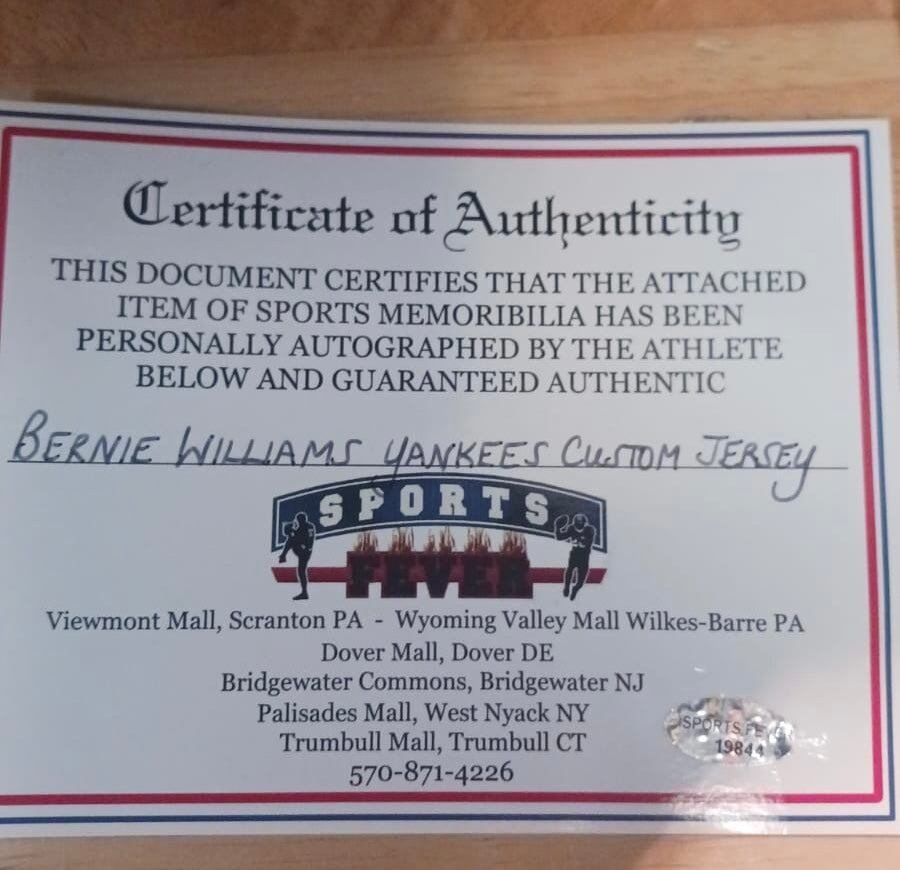 Certificate of Authenticity
THIS DOCUMENT CERTIFIES THAT THE ATTACHED
ITEM OF SPORTS MEMORIBILIA HAS BEEN
PERSONALLY AUTOGRAPHED BY THE ATHLETE
BELOW AND GUARANTEED AUTHENTIC
BERNIE WILLIAMS YANKEES CUSTOM JERSEY
SPORTS
FEVER
Viewmont Mall, Scranton PA - Wyoming Valley Mall Wilkes-Barre PA
Dover Mall, Dover DE
Bridgewater Commons, Bridgewater NJ
Palisades Mall, West Nyack NY
Trumbull Mall, Trumbull CT
570-871-4226
SPORTS FEVER
19844